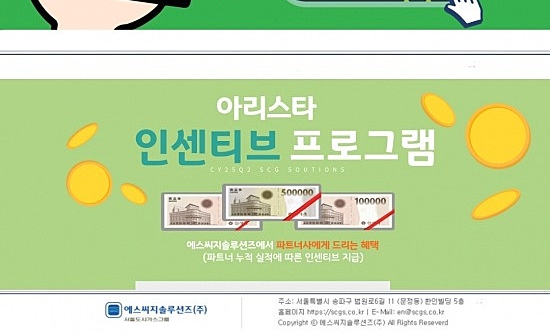 아리스타
인센티브 프로그램
CY25Q2 SCG SOLUTIONS
500000
100000
에스씨지솔루션즈에서 파트너사에게 드리는 혜택
(파트너 누적 실적에 따른 인센티브 지급)
에스씨지솔루션즈(주)
서울도시가스그룹
주소: 서울특별시 송파구 법원로6길 11 (문정동) 한인빌딩 5층
홈페이지 https://scgs.co.kr | E-Mail: en@scgs.co.kr
Copyright ⓒ 에스씨지솔루션즈(주) All Rights Reserved